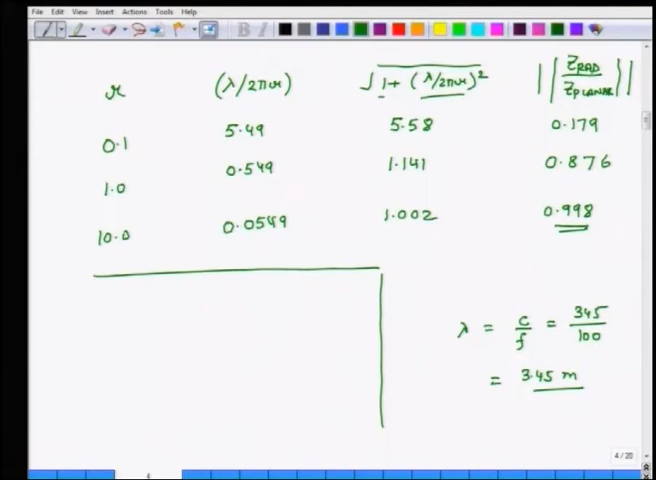 File Edit View Insert Actions Tools Help
r (λ/2πr) √1+(λ/2πr)² ||Z_RAD/Z_PLANAR||
0.1 5.49 5.58 0.179
1.0 0.549 1.141 0.876
10.0 0.0549 1.002 0.998
λ = c/f = 345/100
= 3.45 m
4 / 20
4